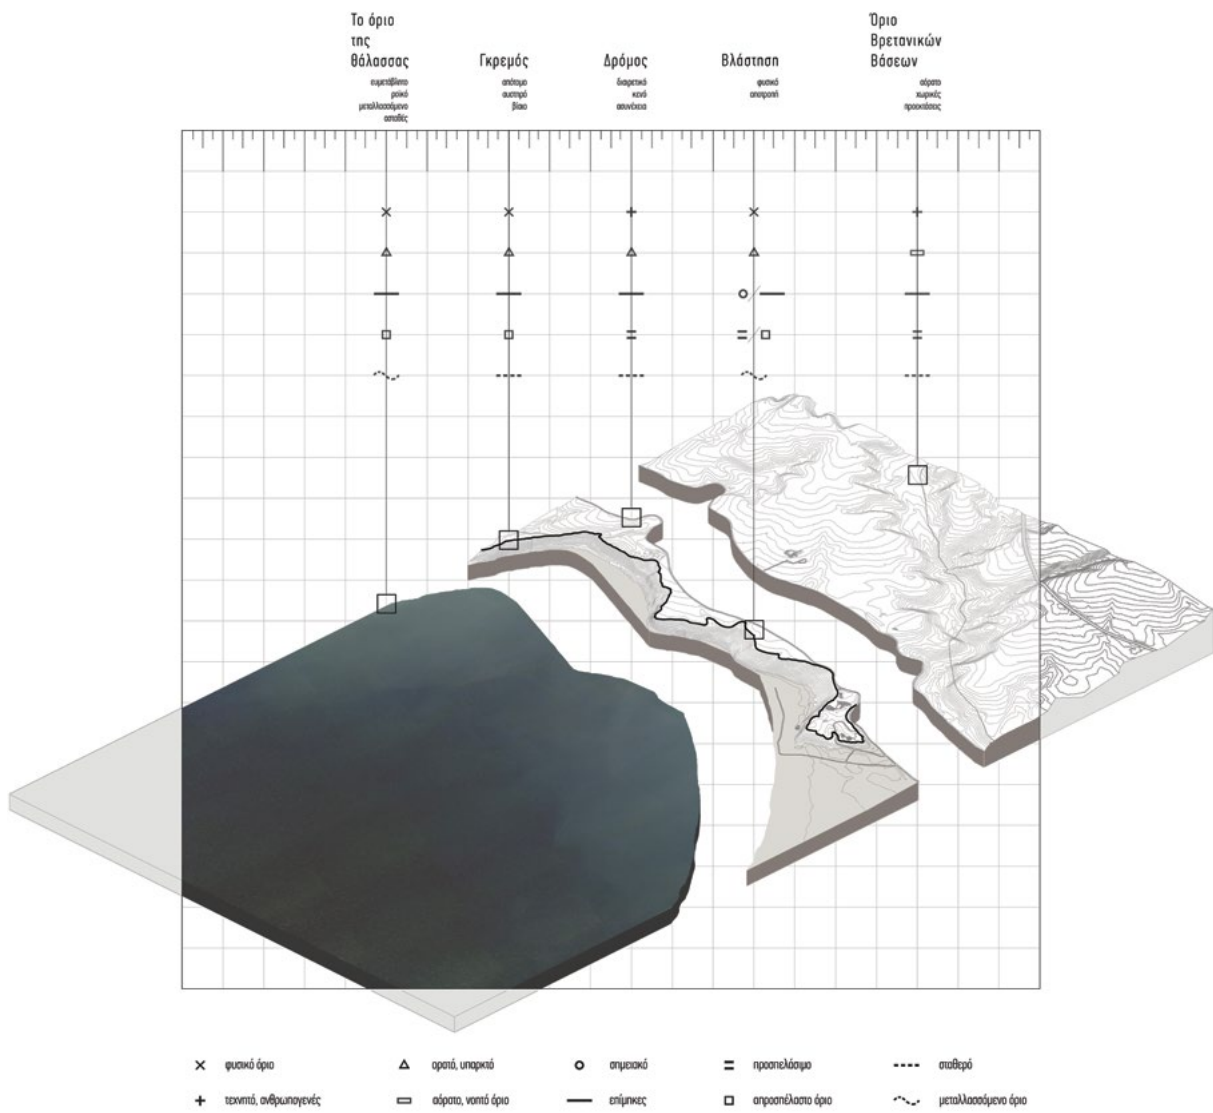 Το όριο
της
θάλασσας
ευμετάβλητο
ροϊκό
μεταλλασσόμενο
ασταθές
Γκρεμός
απότομο
αυστηρό
βίαιο
Δρόμος
διαιρετικό
κενό
ασυνέχεια
Βλάστηση
φυσικό
αποτροπή
Όριο
Βρετανικών
Βάσεων
αόρατο
χωρικές
προεκτάσεις
φυσικό όριο
ορατό, υπαρκτό
σημειακό
προσπελάσιμο
σταθερό
τεχνητό, ανθρωπογενές
αόρατο, νοητό όριο
επίμηκες
απροσπέλαστο όριο
μεταλλασσόμενο όριο